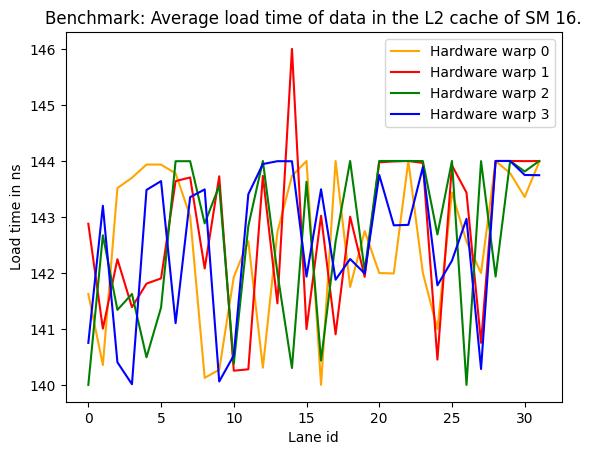 Benchmark: Average load time of data in the L2 cache of SM 16.
Hardware warp 0
Hardware warp 1
Hardware warp 2
Hardware warp 3
Load time in ns
146
145
144
143
142
141
140
0 5 10 15 20 25 30
Lane id